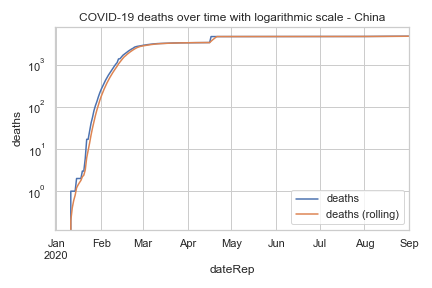 COVID-19 deaths over time with logarithmic scale - China
deaths
10³
10²
10¹
10⁰
Jan
2020
Feb
Mar
Apr
May
Jun
Jul
Aug
Sep
dateRep
deaths
deaths (rolling)